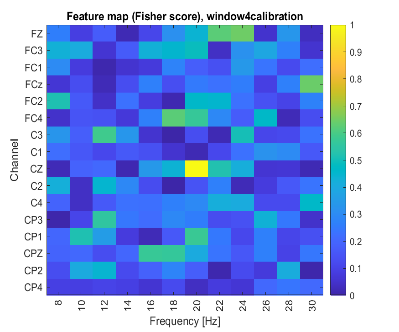 Feature map (Fisher score), window4calibration
Channel
FZ
FC3
FC1
FCz
FC2
FC4
C3
C1
CZ
C2
C4
CP3
CP1
CPZ
CP2
CP4
8 10 12 14 16 18 20 22 24 26 28 30
Frequency [Hz]
1
0.9
0.8
0.7
0.6
0.5
0.4
0.3
0.2
0.1
0